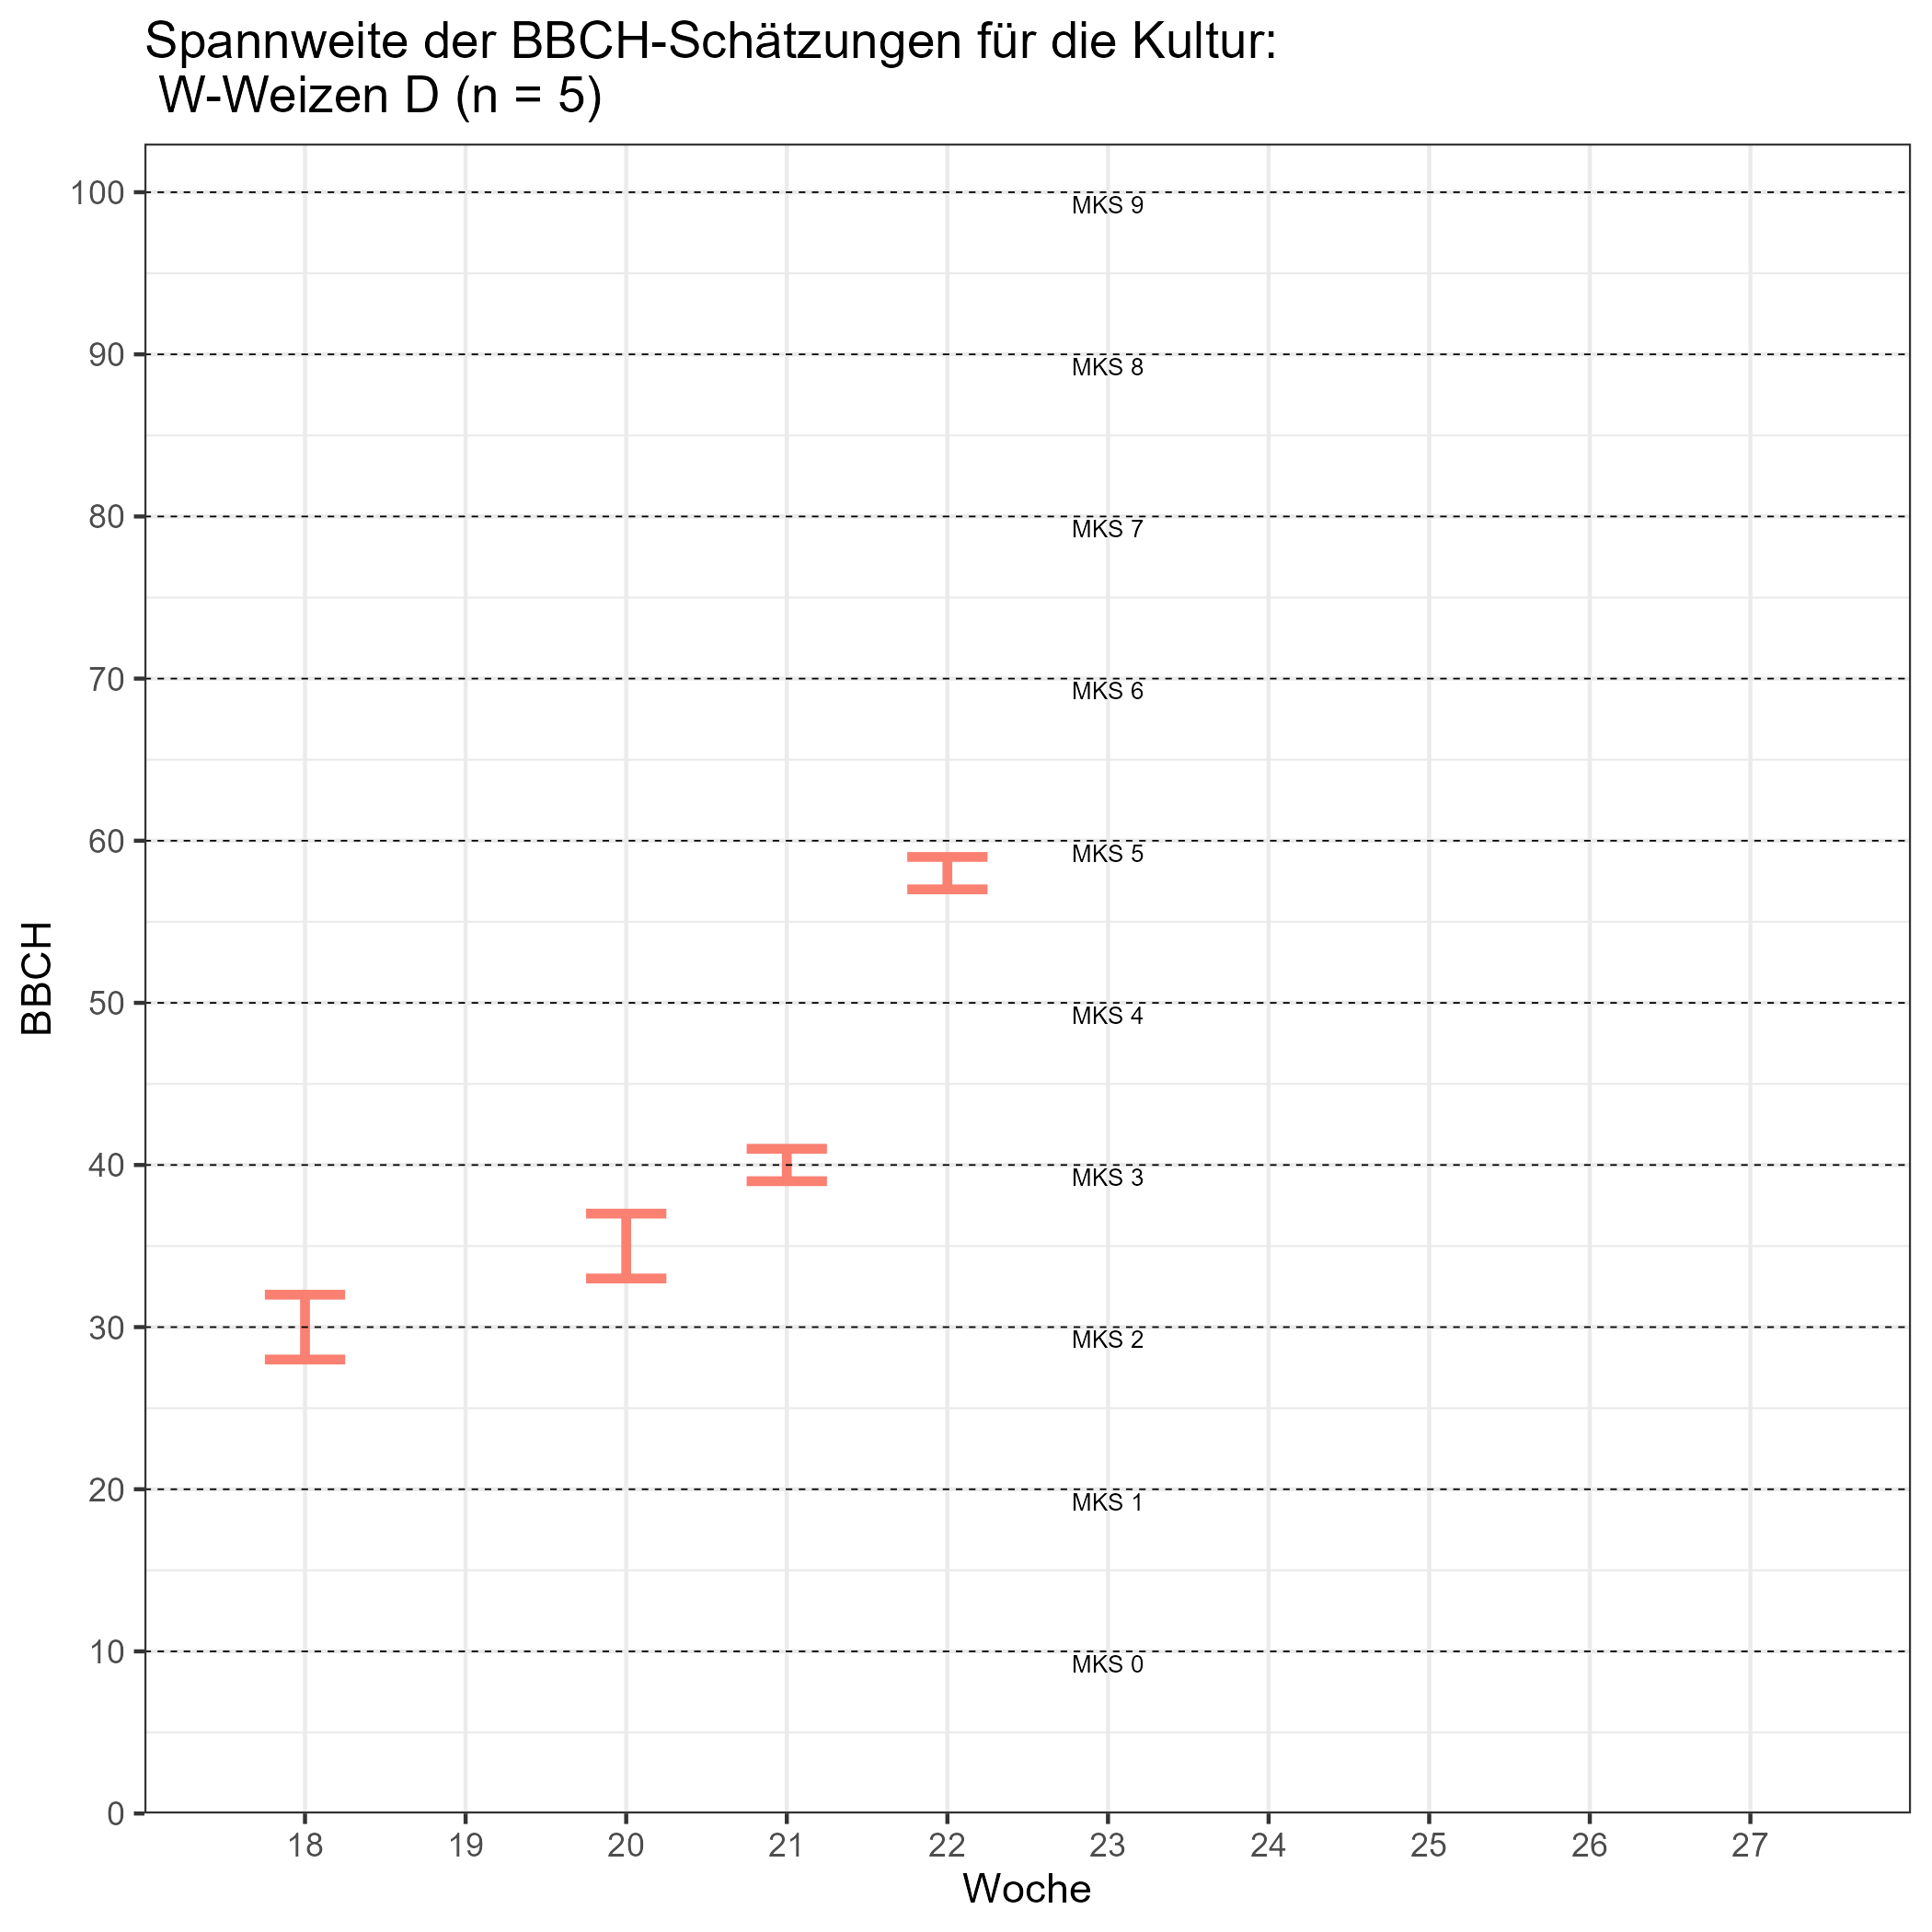 Spannweite der BBCH-Schätzungen für die Kultur:
W-Weizen D (n = 5)
100
MKS 9
90
MKS 8
80
MKS 7
70
MKS 6
60
MKS 5
50
MKS 4
40
MKS 3
30
MKS 2
20
MKS 1
10
MKS 0
0
BBCH
18 19 20 21 22 23 24 25 26 27
Woche